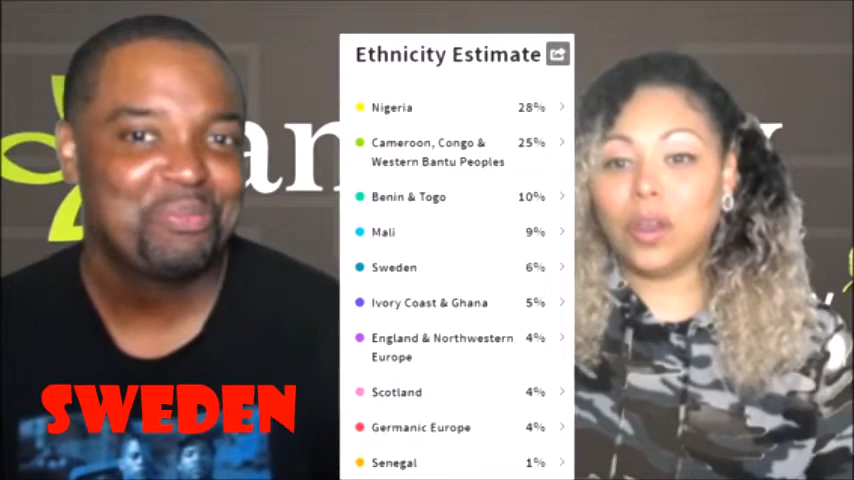 Ethnicity Estimate
Nigeria 28%
Cameroon, Congo &
Western Bantu Peoples 25%
Benin & Togo 10%
Mali 9%
Sweden 6%
Ivory Coast & Ghana 5%
England & Northwestern
Europe 4%
Scotland 4%
Germanic Europe 4%
Senegal 1%
an
y
SWEDEN